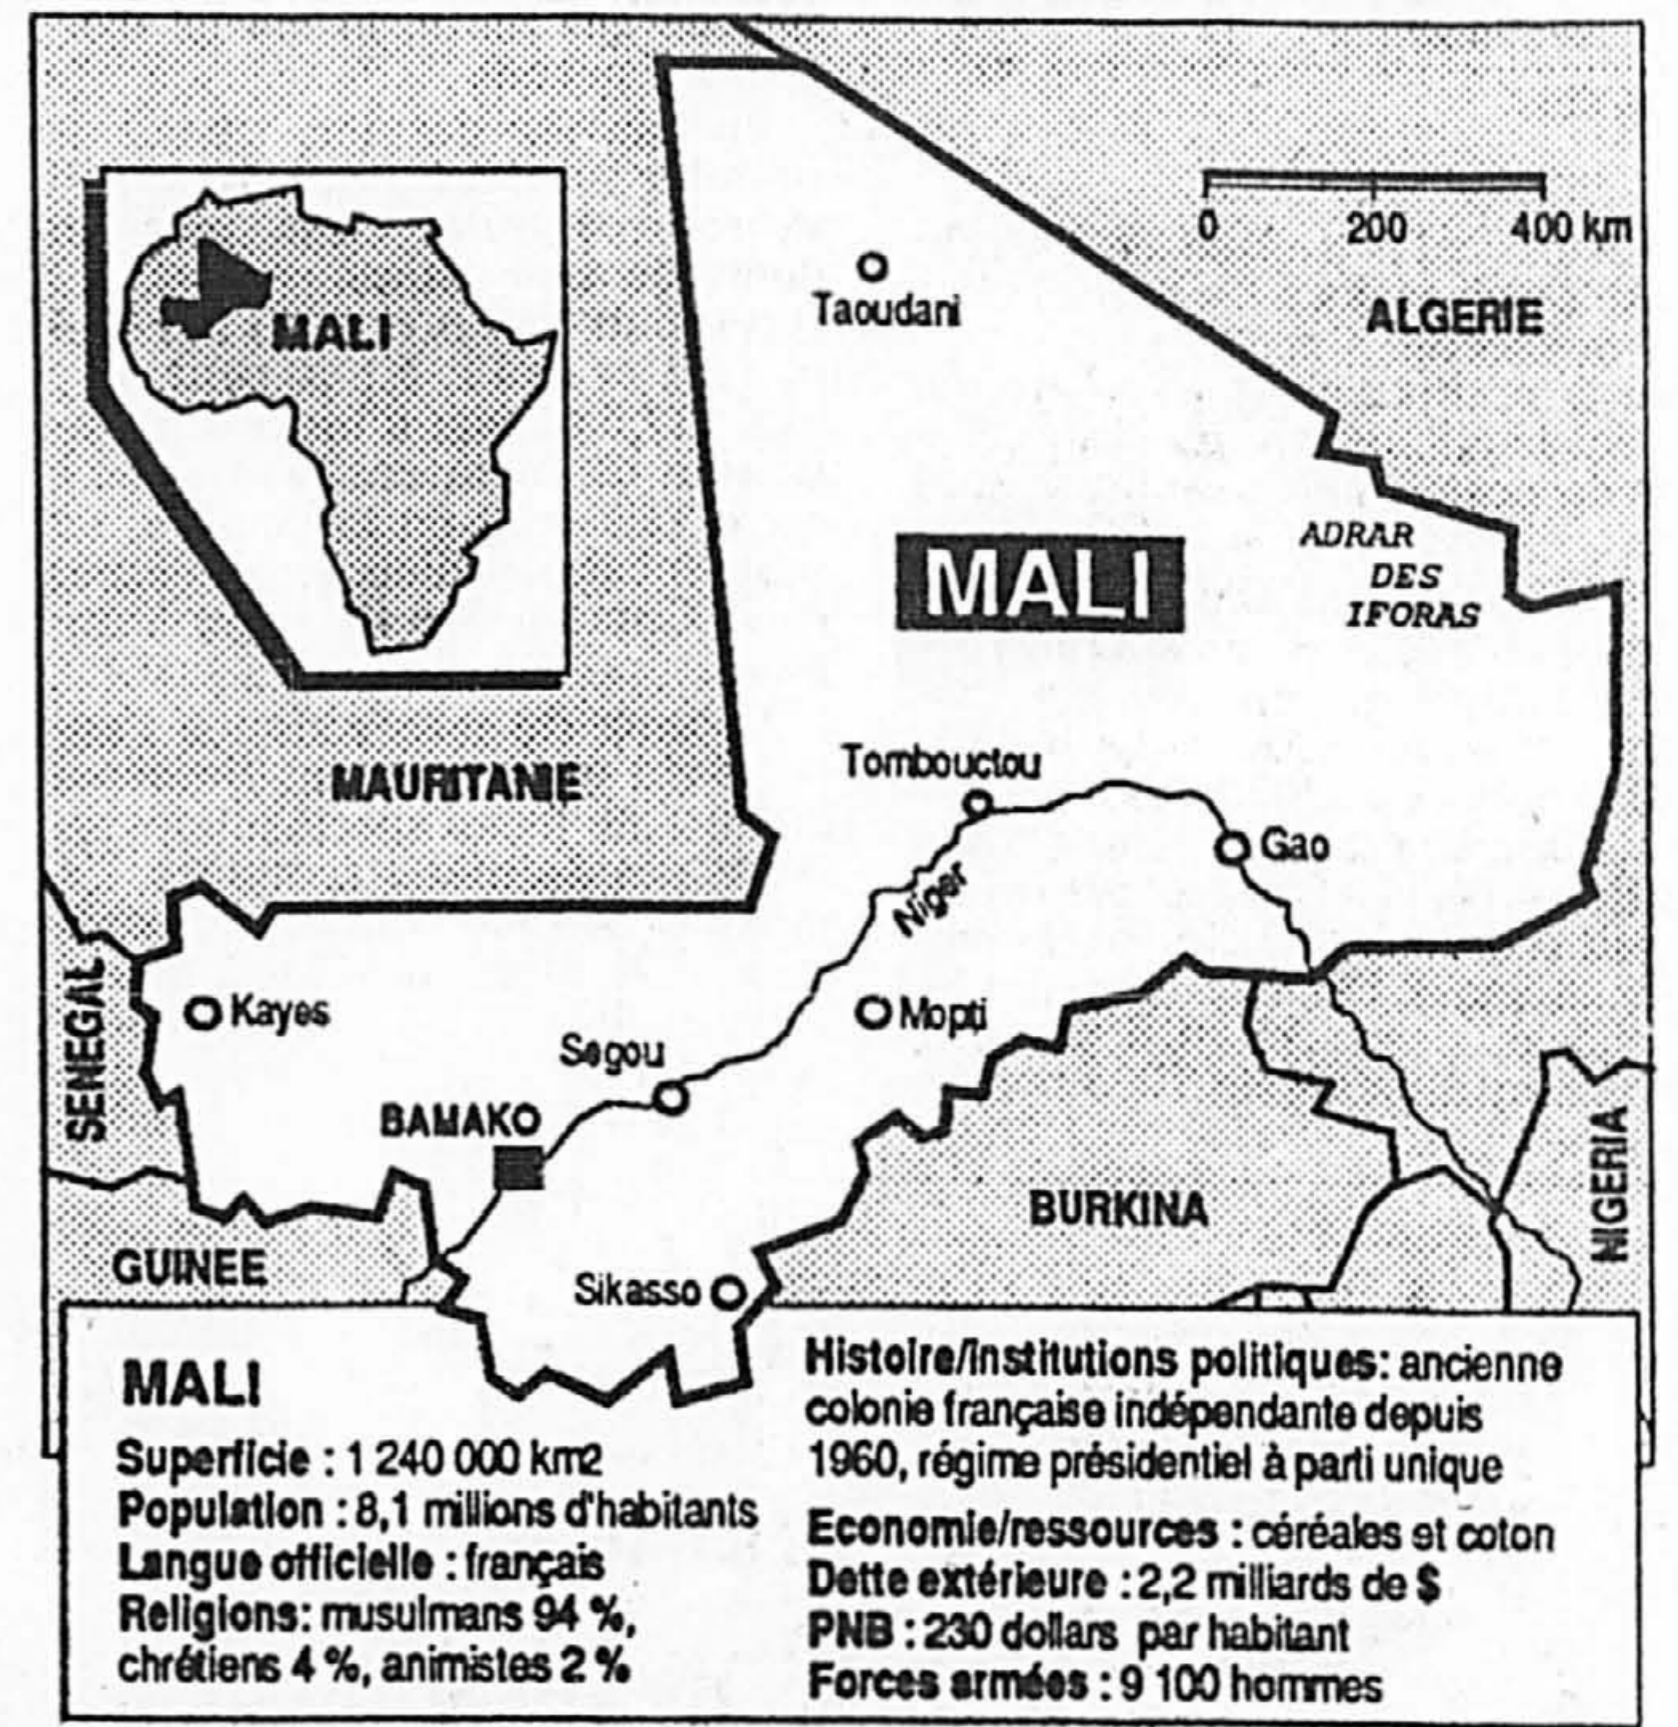 0 200 400 km
Taoudani
ALGERIE
MALI
ADRAR
DES
IFORAS
MALI
Tombouctou
MAURITANIE
Gao
Niger
SENEGAL
Kayes
Mopti
Segou
BAMAKO
BURKINA
NIGERIA
GUINEE
Sikasso
MALI
Superficie : 1 240 000 km2
Population : 8,1 millions d'habitants
Langue officielle : français
Religions: musulmans 94 %,
chrétiens 4 %, animistes 2 %
Histoire/Institutions politiques: ancienne
colonie française indépendante depuis
1960, régime présidentiel à parti unique
Economie/ressources : céréales et coton
Dette extérieure : 2,2 milliards de $
PNB : 230 dollars par habitant
Forces armées : 9 100 hommes